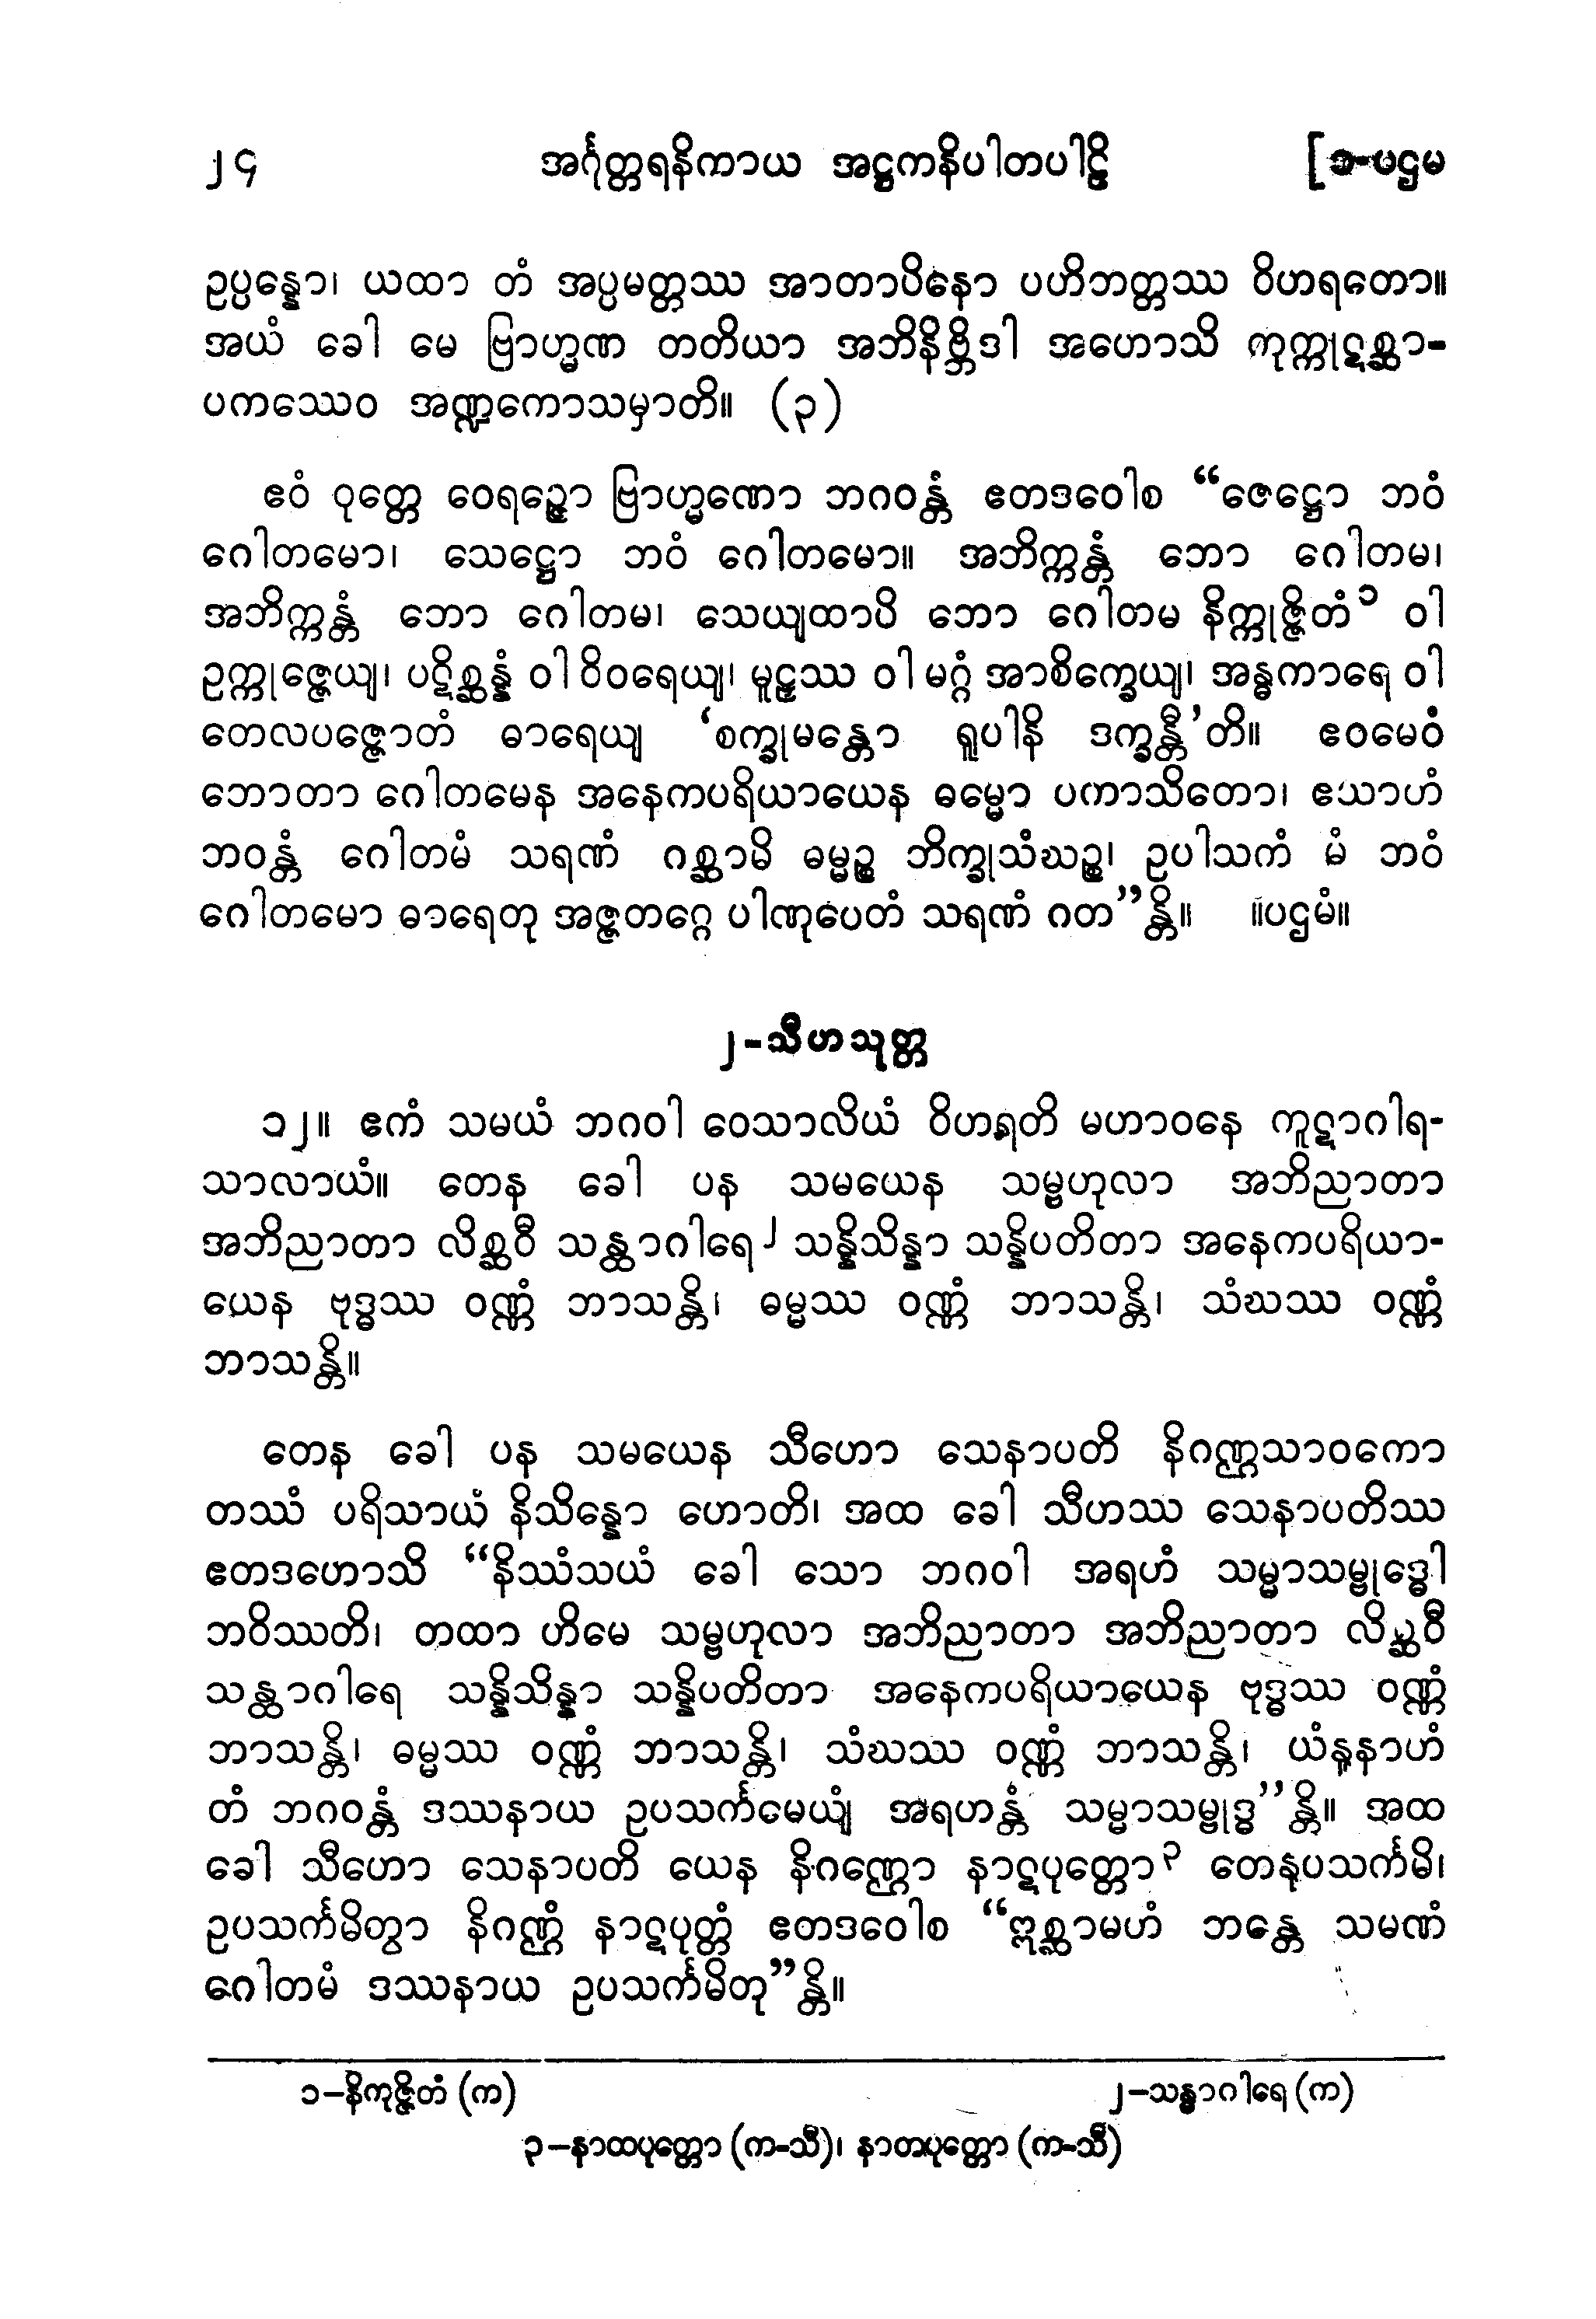 ၂၄ အင်္ဂုတ္တရနိကာယ အဋ္ဌကနိပါတပါဠိ [၁-ပဌမ
ဥပ္ပန္နော၊ ယထာ တံ အပ္ပမတ္တဿ အာတာပိနော ပဟိတတ္တဿ ဝိဟရတော။
အယံ ခေါ မေ ဗြာဟ္မဏ တတိယာ အဘိနိဗ္ဘိဒါ အဟောသိ ကုက္ကုဋစ္ဆာ-
ပကဿေဝ အဏ္ဍကောသမှာတိ။ (၃)
ဧဝံ ဝုတ္တေ ဝေရဉ္ဇော ဗြာဟ္မဏော ဘဂဝန္တံ ဧတဒဝေါစ “ဇေဋ္ဌော ဘဝံ
ဂေါတမော၊ သေဋ္ဌော ဘဝံ ဂေါတမော။ အဘိက္ကန္တံ ဘော ဂေါတမ၊
အဘိက္ကန္တံ ဘော ဂေါတမ၊ သေယျထာပိ ဘော ဂေါတမ နိက္ကုဇ္ဇိတံ၁ ဝါ
ဥက္ကုဇ္ဇေယျ၊ ပဋိစ္ဆန္နံ ဝါ ဝိဝရေယျ၊ မူဠှဿ ဝါ မဂ္ဂံ အာစိက္ခေယျ၊ အန္ဓကာရေ ဝါ
တေလပဇ္ဇောတံ ဓာရေယျ ‘စက္ခုမန္တော ရူပါနိ ဒက္ခန္တီ’တိ။ ဧဝမေဝံ
ဘောတာ ဂေါတမေန အနေကပရိယာယေန ဓမ္မော ပကာသိတော၊ ဧသာဟံ
ဘဝန္တံ ဂေါတမံ သရဏံ ဂစ္ဆာမိ ဓမ္မဉ္စ ဘိက္ခုသံဃဉ္စ၊ ဥပါသကံ မံ ဘဝံ
ဂေါတမော ဓာရေတု အဇ္ဇတဂ္ဂေ ပါဏုပေတံ သရဏံ ဂတ”န္တိ။ ။ပဌမံ။
၂-သီဟသုတ္တ
၁၂။ ဧကံ သမယံ ဘဂဝါ ဝေသာလိယံ ဝိဟရတိ မဟာဝနေ ကူဋာဂါရ-
သာလာယံ။ တေန ခေါ ပန သမယေန သမ္ဗဟုလာ အဘိညာတာ
အဘိညာတာ လိစ္ဆဝီ သန္ထာဂါရေ၂ သန္နိသိန္နာ သန္နိပတိတာ အနေကပရိယာ-
ယေန ဗုဒ္ဓဿ ဝဏ္ဏံ ဘာသန္တိ၊ ဓမ္မဿ ဝဏ္ဏံ ဘာသန္တိ၊ သံဃဿ ဝဏ္ဏံ
ဘာသန္တိ။
တေန ခေါ ပန သမယေန သီဟော သေနာပတိ နိဂဏ္ဌသာဝကော
တဿံ ပရိသာယံ နိသိန္နော ဟောတိ၊ အထ ခေါ သီဟဿ သေနာပတိဿ
ဧတဒဟောသိ “နိဿံသယံ ခေါ သော ဘဂဝါ အရဟံ သမ္မာသမ္ဗုဒ္ဓေါ
ဘဝိဿတိ၊ တထာ ဟိမေ သမ္ဗဟုလာ အဘိညာတာ အဘိညာတာ လိစ္ဆဝီ
သန္ထာဂါရေ သန္နိသိန္နာ သန္နိပတိတာ အနေကပရိယာယေန ဗုဒ္ဓဿ ဝဏ္ဏံ
ဘာသန္တိ၊ ဓမ္မဿ ဝဏ္ဏံ ဘာသန္တိ၊ သံဃဿ ဝဏ္ဏံ ဘာသန္တိ၊ ယံနူနာဟံ
တံ ဘဂဝန္တံ ဒဿနာယ ဥပသင်္ကမေယျံ အရဟန္တံ သမ္မာသမ္ဗုဒ္ဓ”န္တိ။ အထ
ခေါ သီဟော သေနာပတိ ယေန နိဂဏ္ဌော နာဋပုတ္တော၃ တေနုပသင်္ကမိ၊
ဥပသင်္ကမိတွာ နိဂဏ္ဌံ နာဋပုတ္တံ ဧတဒဝေါစ “ဣစ္ဆာမဟံ ဘန္တေ သမဏံ
ဂေါတမံ ဒဿနာယ ဥပသင်္ကမိတု”န္တိ။
၁–နိကုဇ္ဇိတံ (က) ၂–သန္ဓာဂါရေ (က)
၃–နာထပုတ္တော (က-သီ)၊ နာတပုတ္တော (က-သီ)